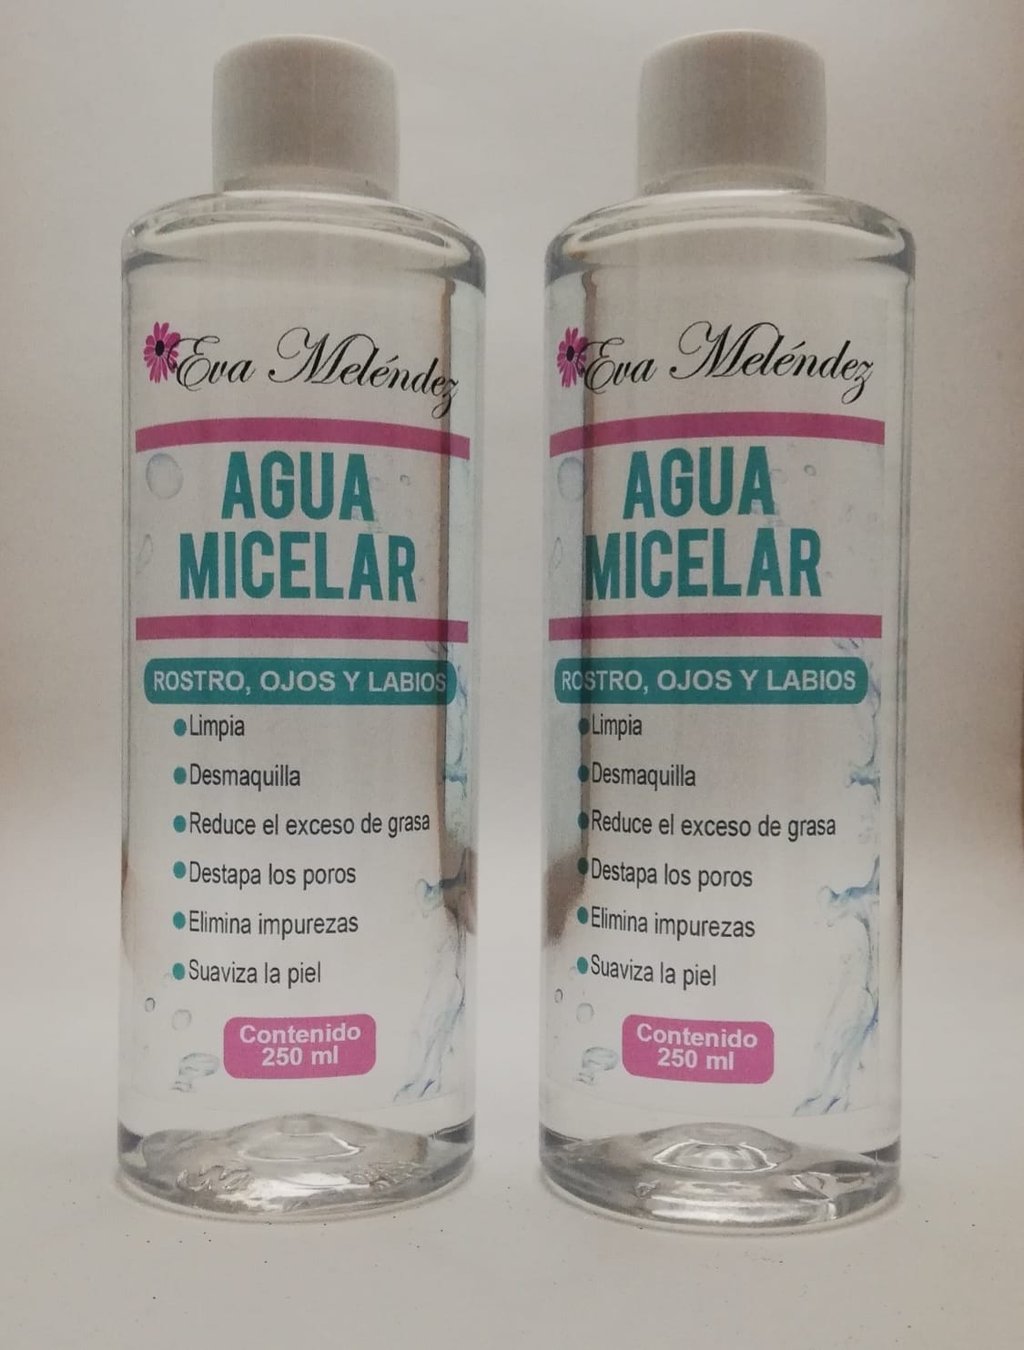 Eva Meléndez
AGUA
MICELAR
ROSTRO, OJOS Y LABIOS
Limpia
Desmaquilla
Reduce el exceso de grasa
Destapa los poros
Elimina impurezas
Suaviza la piel
Contenido
250 ml
Eva Meléndez
AGUA
MICELAR
ROSTRO, OJOS Y LABIOS
Limpia
Desmaquilla
Reduce el exceso de grasa
Destapa los poros
Elimina impurezas
Suaviza la piel
Contenido
250 ml